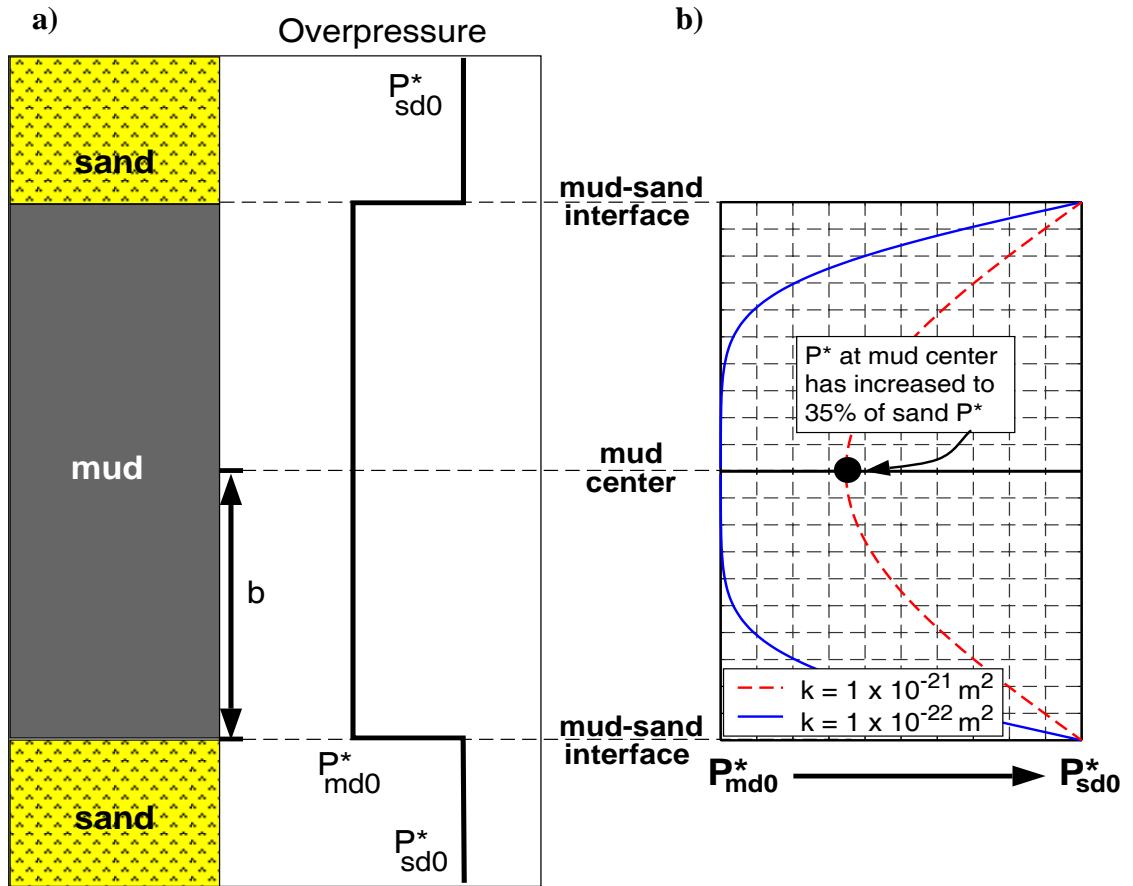 a)
Overpressure
P*sd0
sand
mud
b
P*md0
P*sd0
sand
b)
mud-sand
interface
P* at mud center
has increased to
35% of sand P*
mud
center
k = 1 x 10-21 m2
k = 1 x 10-22 m2
mud-sand
interface
P*md0
P*sd0